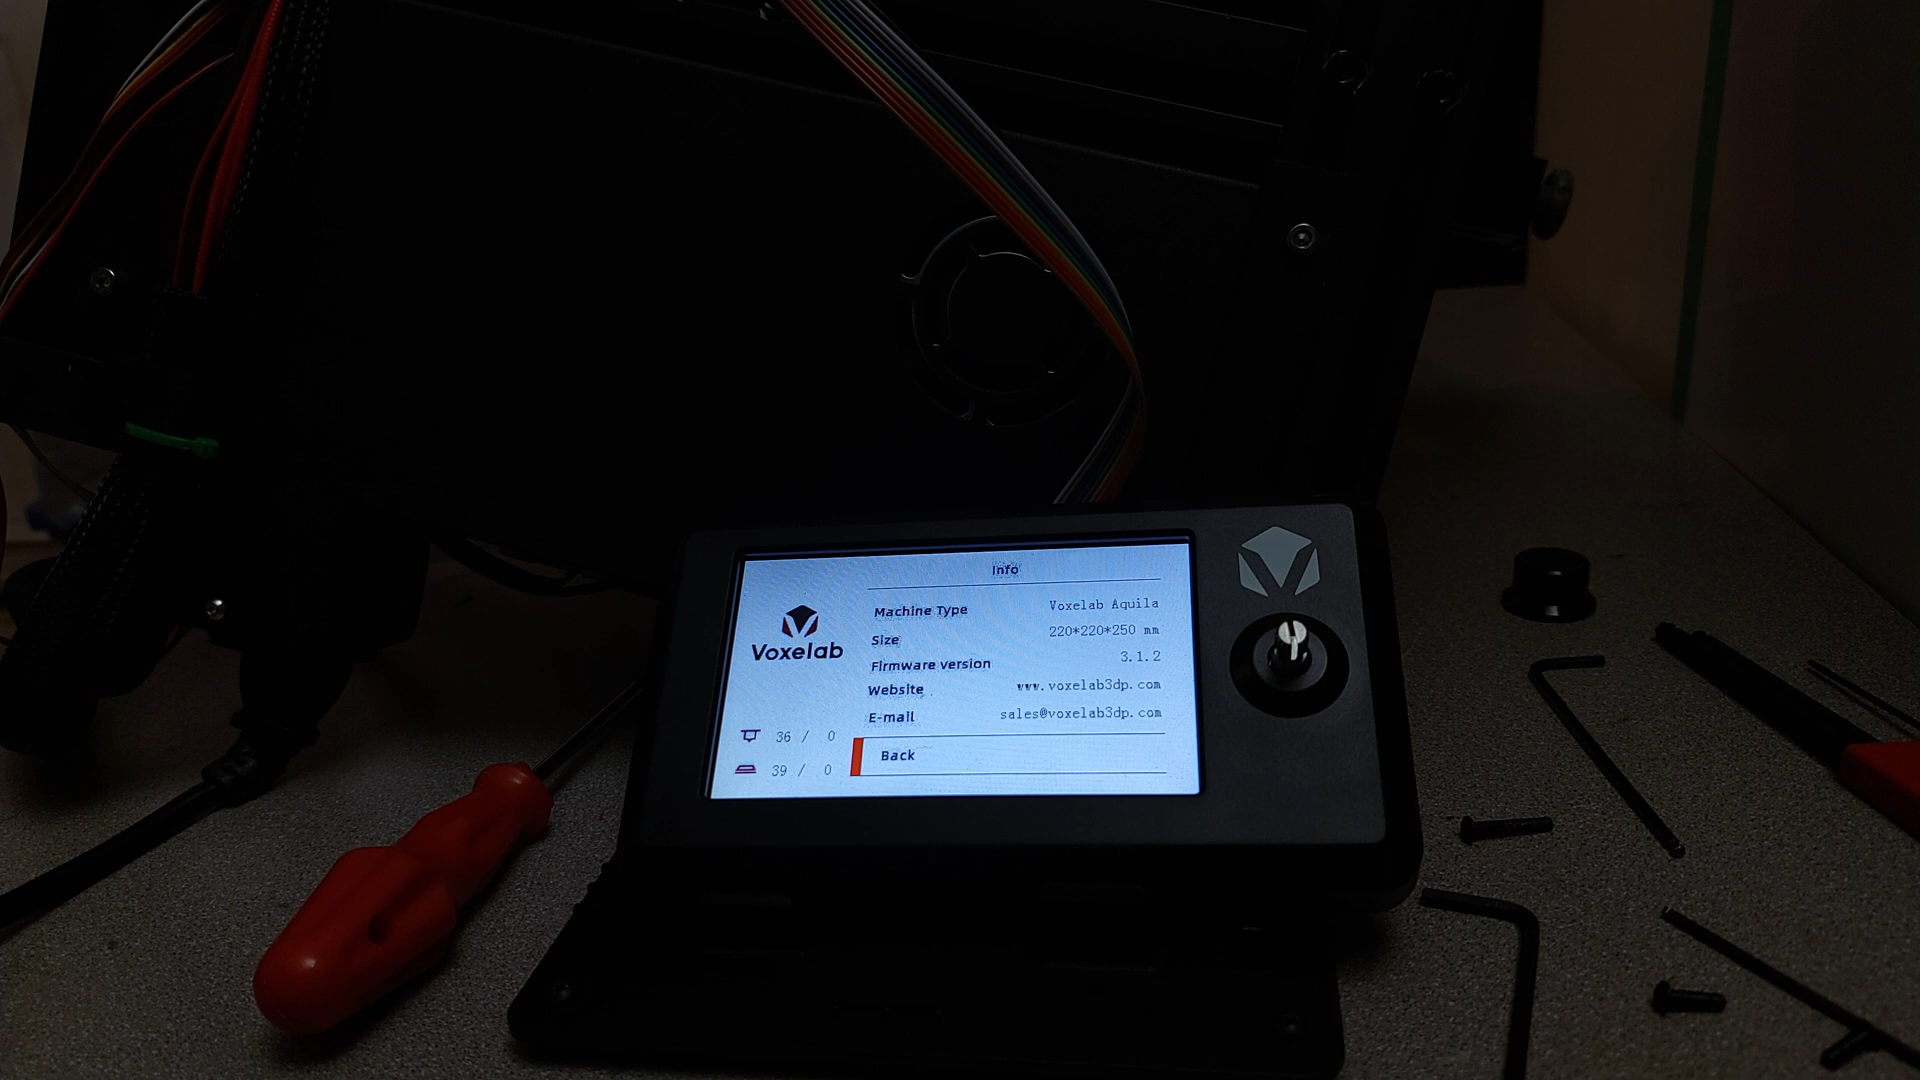 Info
Voxelab
Machine Type Voxelab Aquila
Size 220*220*250 mm
Firmware version 3.1.2
Website www.voxelab3dp.com
E-mail sales@voxelab3dp.com
36 / 0
39 / 0
Back